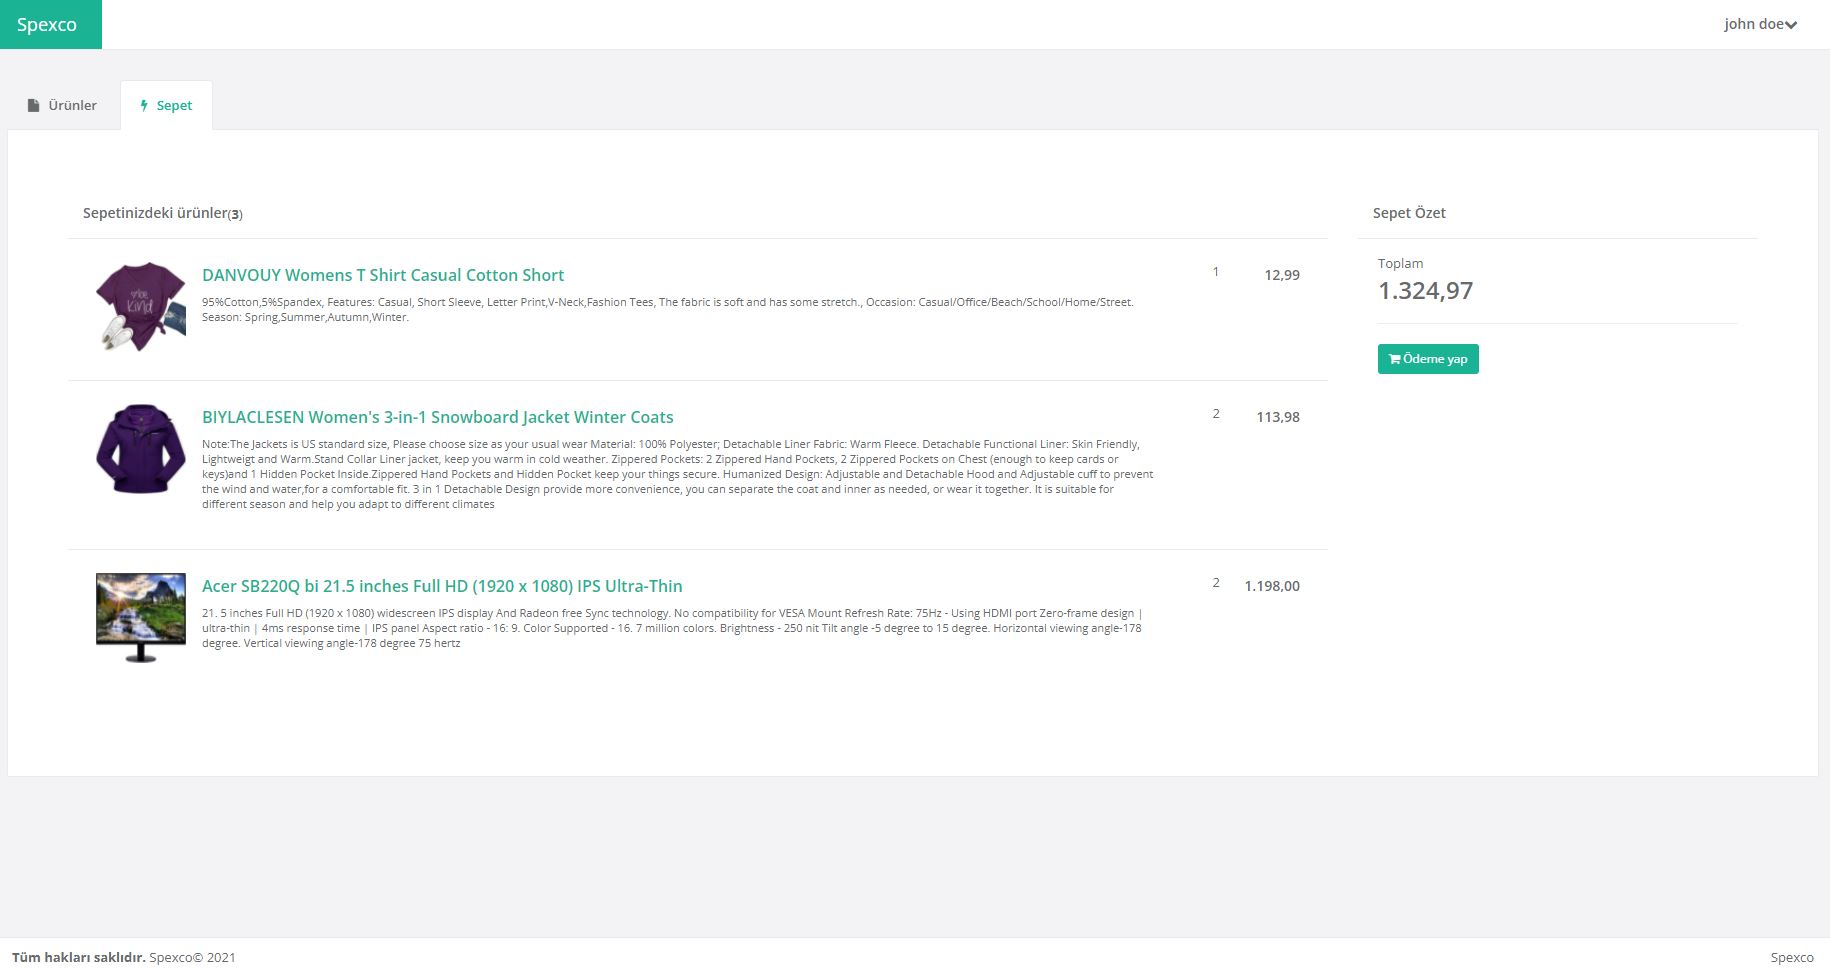 Spexco
john doe
Ürünler
Sepet
Sepetinizdeki ürünler(3)
DANVOUY Womens T Shirt Casual Cotton Short
1
12,99
95%Cotton,5%Spandex, Features: Casual, Short Sleeve, Letter Print,V-Neck,Fashion Tees, The fabric is soft and has some stretch., Occasion: Casual/Office/Beach/School/Home/Street.
Season: Spring,Summer,Autumn,Winter.
BIYLACLESEN Women's 3-in-1 Snowboard Jacket Winter Coats
2
113,98
Note:The Jackets is US standard size, Please choose size as your usual wear Material: 100% Polyester; Detachable Liner Fabric: Warm Fleece. Detachable Functional Liner: Skin Friendly,
Lightweigt and Warm.Stand Collar Liner jacket, keep you warm in cold weather. Zippered Pockets: 2 Zippered Hand Pockets, 2 Zippered Pockets on Chest (enough to keep cards or
keys)and 1 Hidden Pocket Inside.Zippered Hand Pockets and Hidden Pocket keep your things secure. Humanized Design: Adjustable and Detachable Hood and Adjustable cuff to prevent
the wind and water,for a comfortable fit. 3 in 1 Detachable Design provide more convenience, you can separate the coat and inner as needed, or wear it together. It is suitable for
different season and help you adapt to different climates
Acer SB220Q bi 21.5 inches Full HD (1920 x 1080) IPS Ultra-Thin
2
1.198,00
21. 5 inches Full HD (1920 x 1080) widescreen IPS display And Radeon free Sync technology. No compatibility for VESA Mount Refresh Rate: 75Hz - Using HDMI port Zero-frame design |
ultra-thin | 4ms response time | IPS panel Aspect ratio - 16: 9. Color Supported - 16. 7 million colors. Brightness - 250 nit Tilt angle -5 degree to 15 degree. Horizontal viewing angle-178
degree. Vertical viewing angle-178 degree 75 hertz
Sepet Özet
Toplam
1.324,97
Ödeme yap
Tüm hakları saklıdır. Spexco© 2021
Spexco